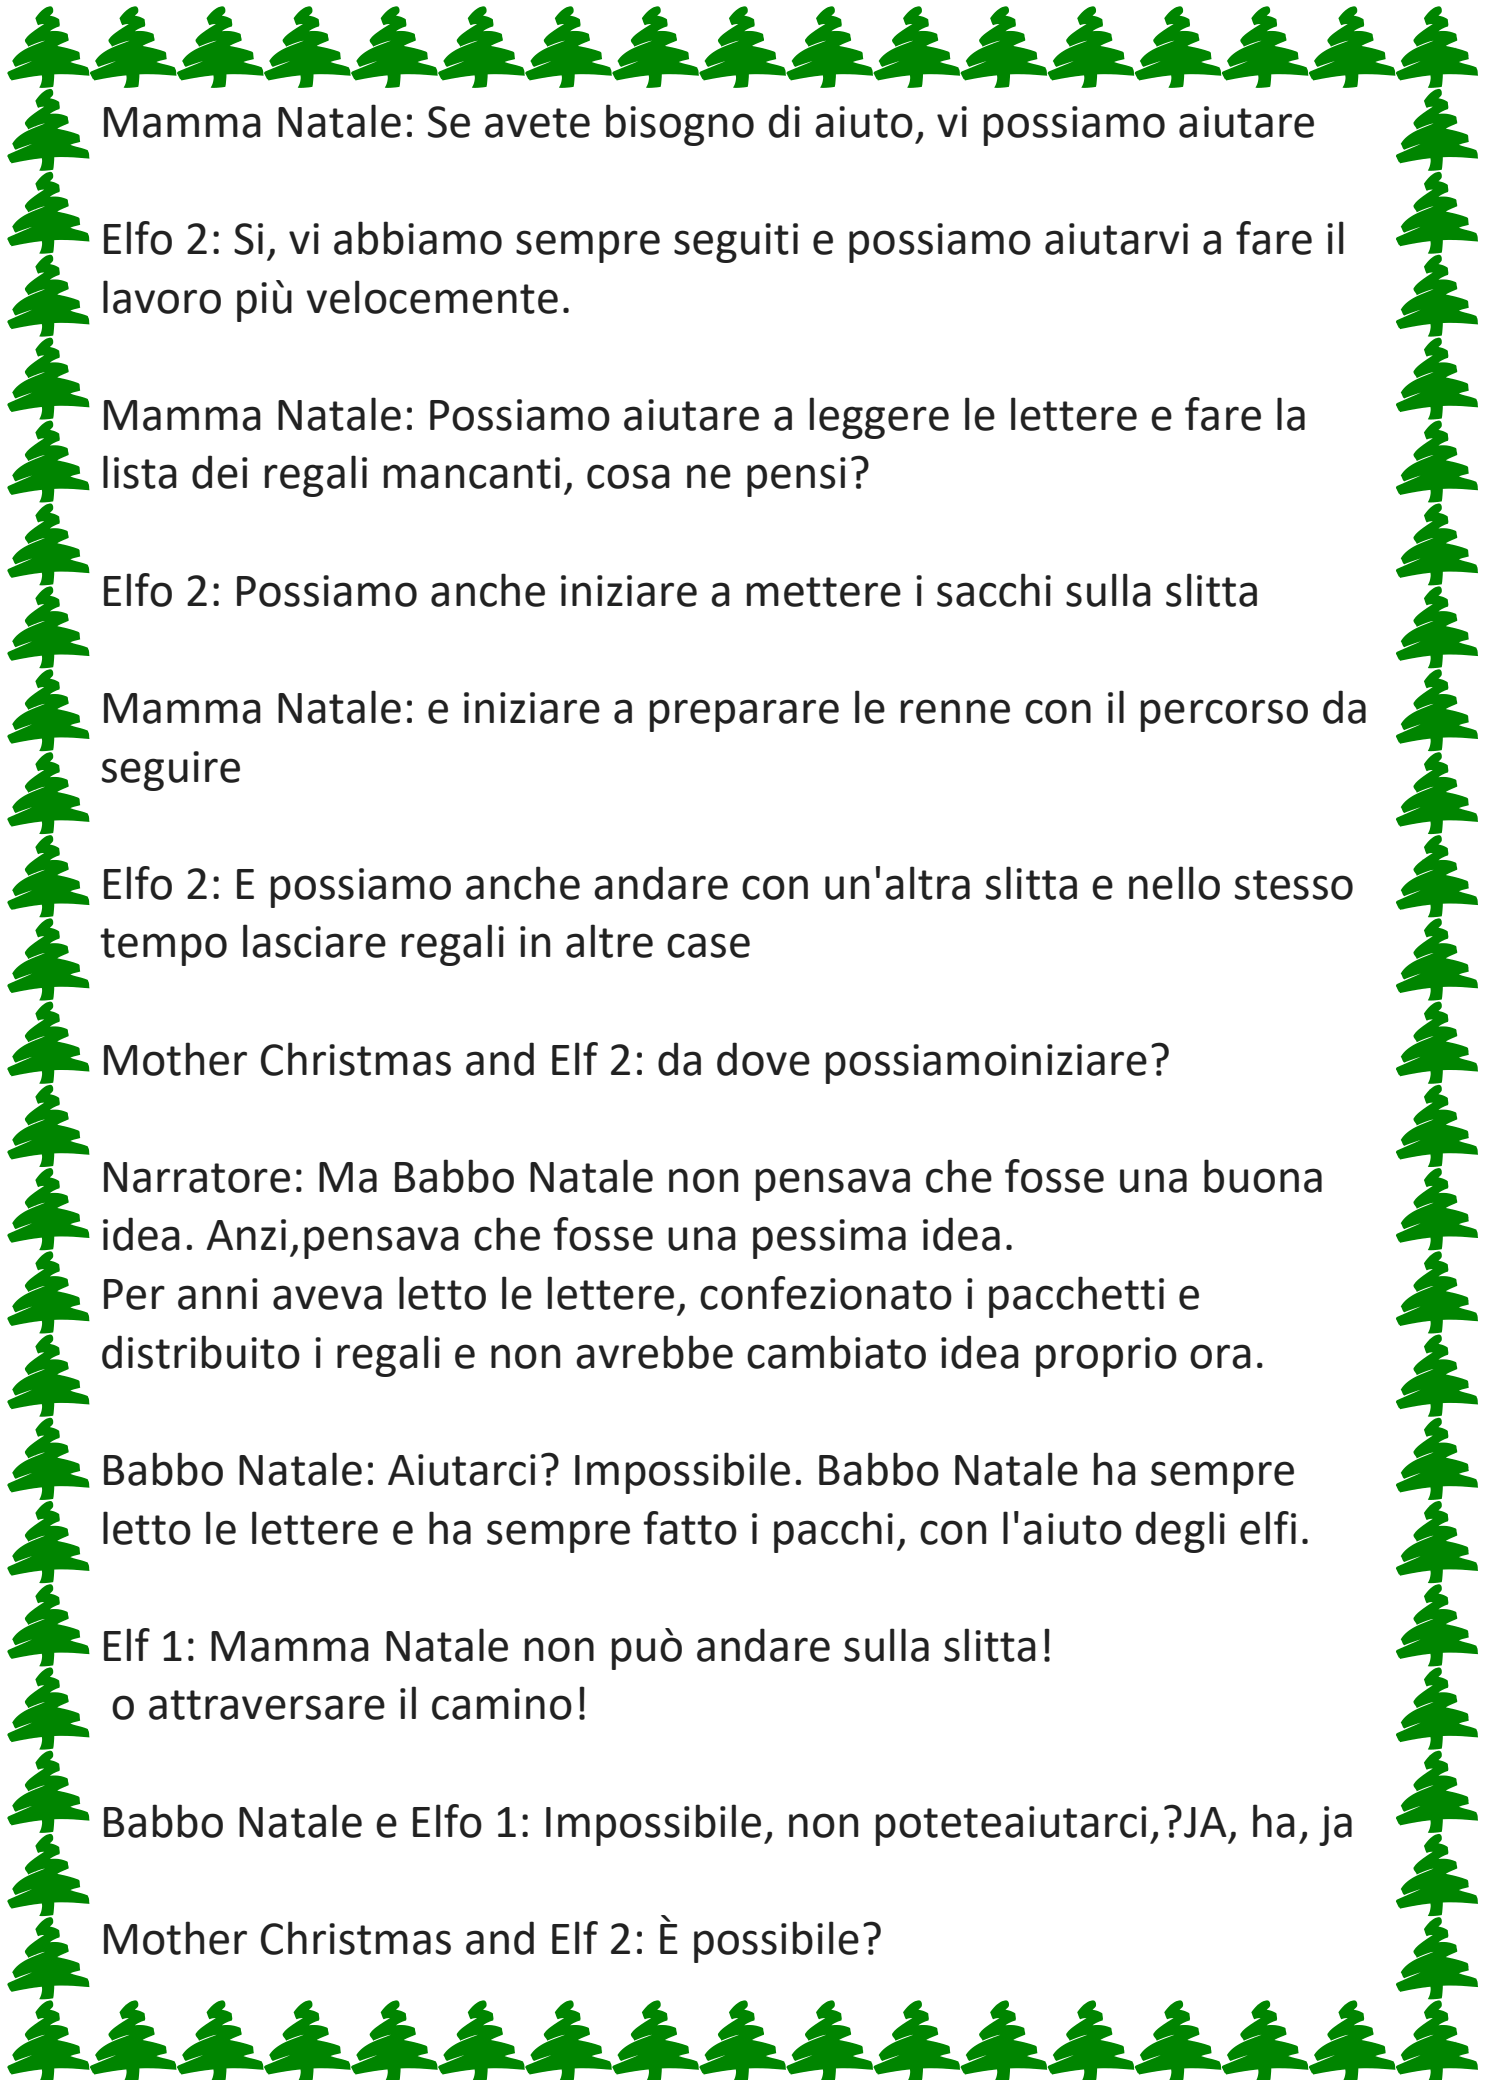 Mamma Natale: Se avete bisogno di aiuto, vi possiamo aiutare
Elfo 2: Si, vi abbiamo sempre seguiti e possiamo aiutarvi a fare il
lavoro più velocemente.
Mamma Natale: Possiamo aiutare a leggere le lettere e fare la
lista dei regali mancanti, cosa ne pensi?
Elfo 2: Possiamo anche iniziare a mettere i sacchi sulla slitta
Mamma Natale: e iniziare a preparare le renne con il percorso da
seguire
Elfo 2: E possiamo anche andare con un'altra slitta e nello stesso
tempo lasciare regali in altre case
Mother Christmas and Elf 2: da dove possiamoiniziare?
Narratore: Ma Babbo Natale non pensava che fosse una buona
idea. Anzi,pensava che fosse una pessima idea.
Per anni aveva letto le lettere, confezionato i pacchetti e
distribuito i regali e non avrebbe cambiato idea proprio ora.
Babbo Natale: Aiutarci? Impossibile. Babbo Natale ha sempre
letto le lettere e ha sempre fatto i pacchi, con l'aiuto degli elfi.
Elf 1: Mamma Natale non può andare sulla slitta!
o attraversare il camino!
Babbo Natale e Elfo 1: Impossibile, non poteteaiutarci,?JA, ha, ja
Mother Christmas and Elf 2: È possibile?